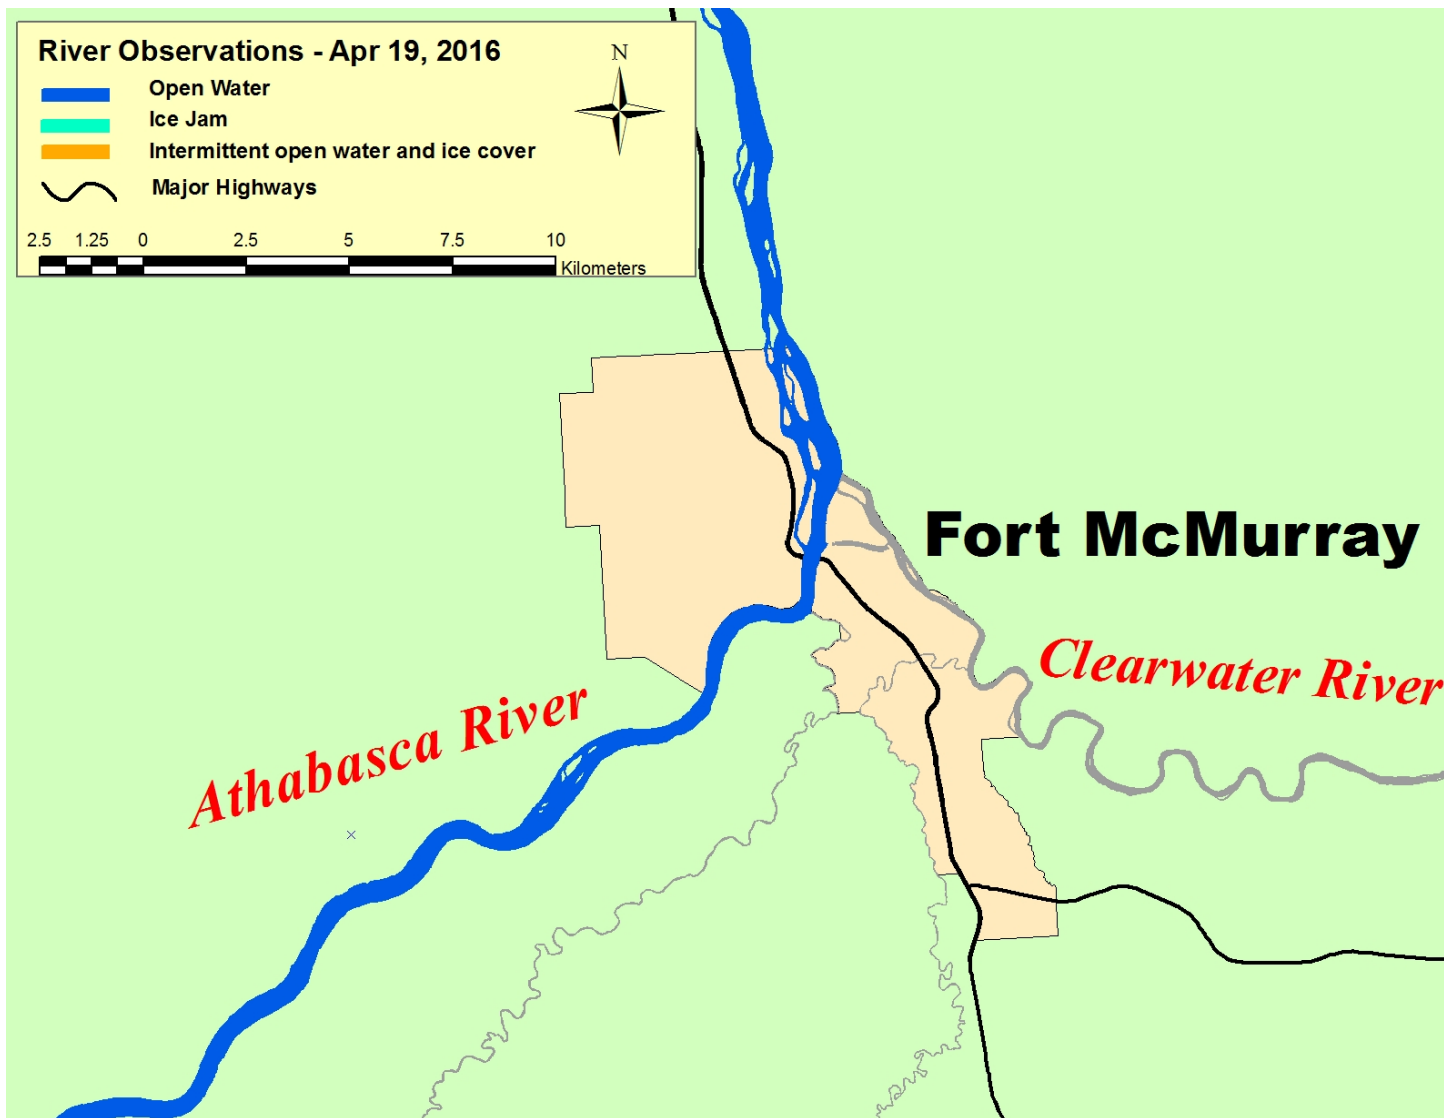 River Observations - Apr 19, 2016
N
Open Water
Ice Jam
Intermittent open water and ice cover
Major Highways
2.5 1.25 0 2.5 5 7.5 10
Kilometers
Fort McMurray
Clearwater River
Athabasca River